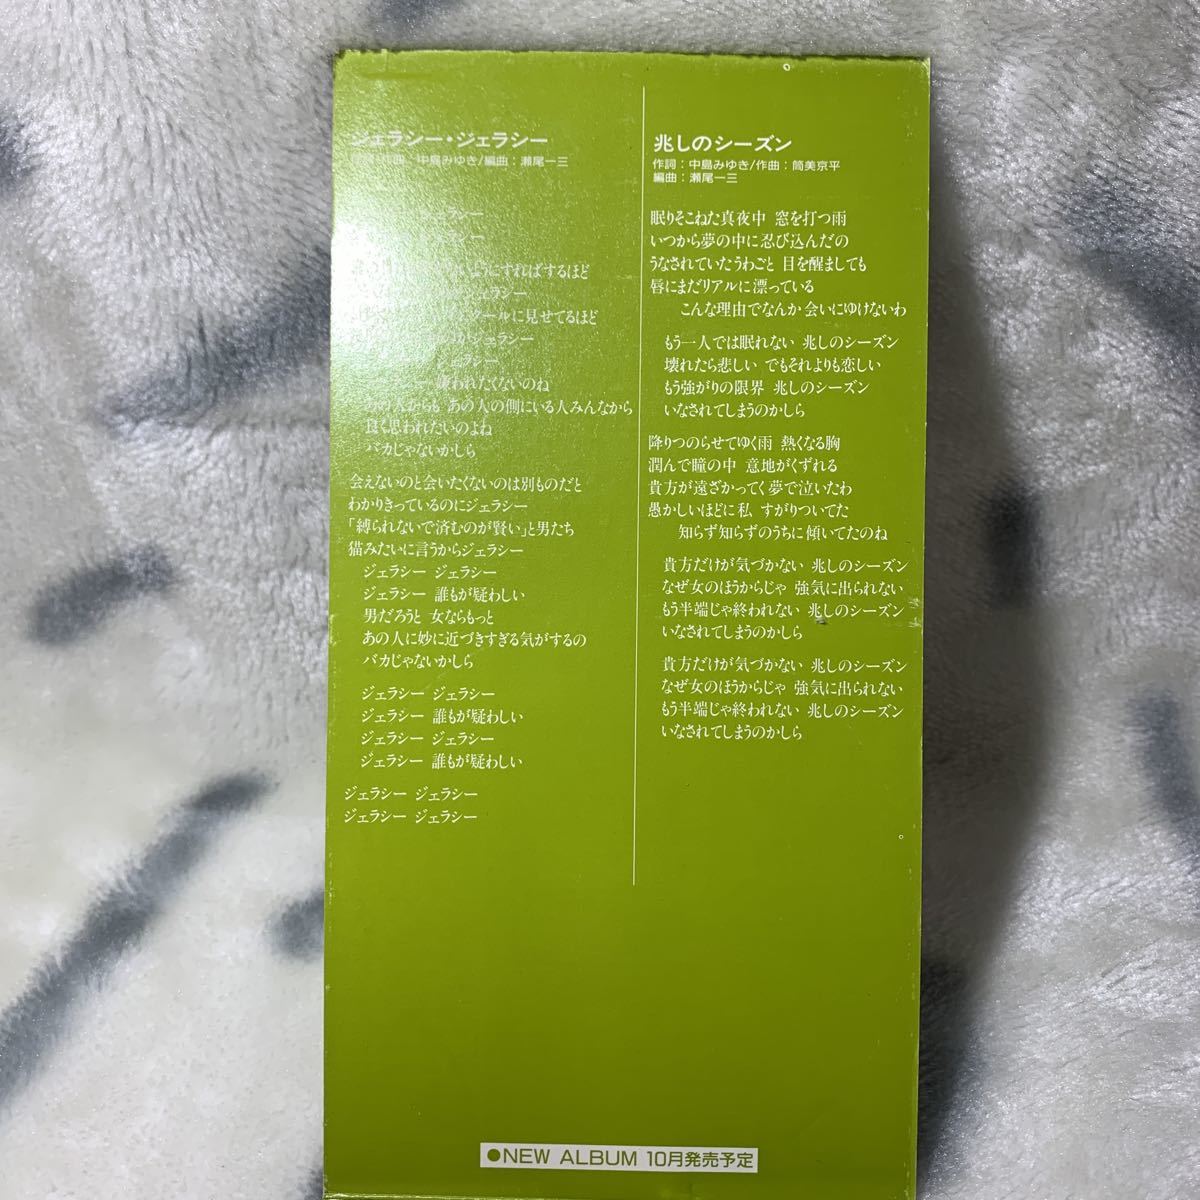 ジェラシー・ジェラシー
作曲:中島みゆき/編曲:瀬尾一三
ジェラシー
ようにすればするほど
ジェラシー
クールに見せてるほど
ジェラシー
ジェラシー
嫌われたくないのね
あの人からも あの人の側にいる人みんなから
良く思われたいのよね
バカじゃないかしら
会えないのと会いたくないのは別ものだと
わかりきっているのにジェラシー
「縛られないで済むのが賢い」と男たち
猫みたいに言うからジェラシー
ジェラシー ジェラシー
ジェラシー 誰もが疑わしい
男だろうと 女ならもっと
あの人に妙に近づきすぎる気がするの
バカじゃないかしら
ジェラシー ジェラシー
ジェラシー 誰もが疑わしい
ジェラシー ジェラシー
ジェラシー 誰もが疑わしい
ジェラシー ジェラシー
ジェラシー ジェラシー
兆しのシーズン
作詞:中島みゆき/作曲:筒美京平
編曲:瀬尾一三
眠りそこねた真夜中 窓を打つ雨
いつから夢の中に忍び込んだの
うなされていたうわごと 目を醒ましても
唇にまだリアルに漂っている
こんな理由でなんか 会いにゆけないわ
もう一人では眠れない 兆しのシーズン
壊れたら悲しい でもそれよりも恋しい
もう強がりの限界 兆しのシーズン
いなされてしまうのかしら
降りつのらせてゆく雨 熱くなる胸
潤んで瞳の中 意地がくずれる
貴方が遠ざかってく夢で泣いたわ
愚かしいほどに私 すがりついてた
知らず知らずのうちに傾いてたのね
貴方だけが気づかない 兆しのシーズン
なぜ女のほうからじゃ 強気に出られない
もう半端じゃ終われない 兆しのシーズン
いなされてしまうのかしら
貴方だけが気づかない 兆しのシーズン
なぜ女のほうからじゃ 強気に出られない
もう半端じゃ終われない 兆しのシーズン
いなされてしまうのかしら
●NEW ALBUM 10月発売予定